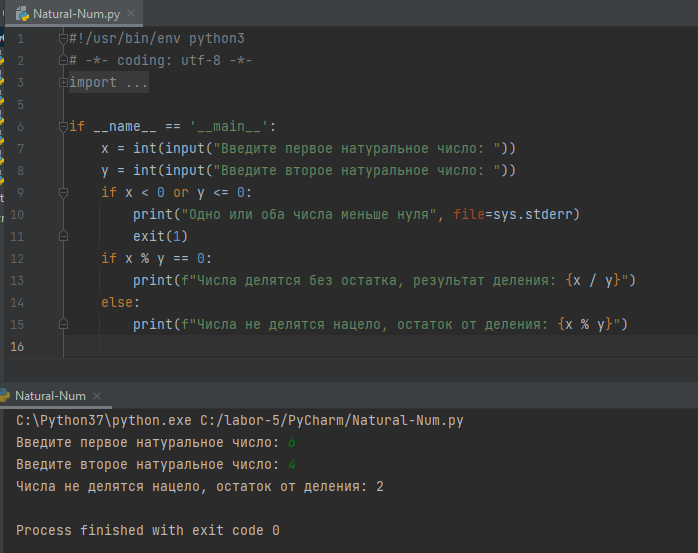 Natural-Num.py
1 #!/usr/bin/env python3
2 # -*- coding: utf-8 -*-
3 import ...
5
6 if __name__ == '__main__':
7 x = int(input("Введите первое натуральное число: "))
8 y = int(input("Введите второе натуральное число: "))
9 if x < 0 or y <= 0:
10 print("Одно или оба числа меньше нуля", file=sys.stderr)
11 exit(1)
12 if x % y == 0:
13 print(f"Числа делятся без остатка, результат деления: {x / y}")
14 else:
15 print(f"Числа не делятся нацело, остаток от деления: {x % y}")
16
Natural-Num
C:\Python37\python.exe C:/labor-5/PyCharm/Natural-Num.py
Введите первое натуральное число: 6
Введите второе натуральное число: 4
Числа не делятся нацело, остаток от деления: 2
Process finished with exit code 0